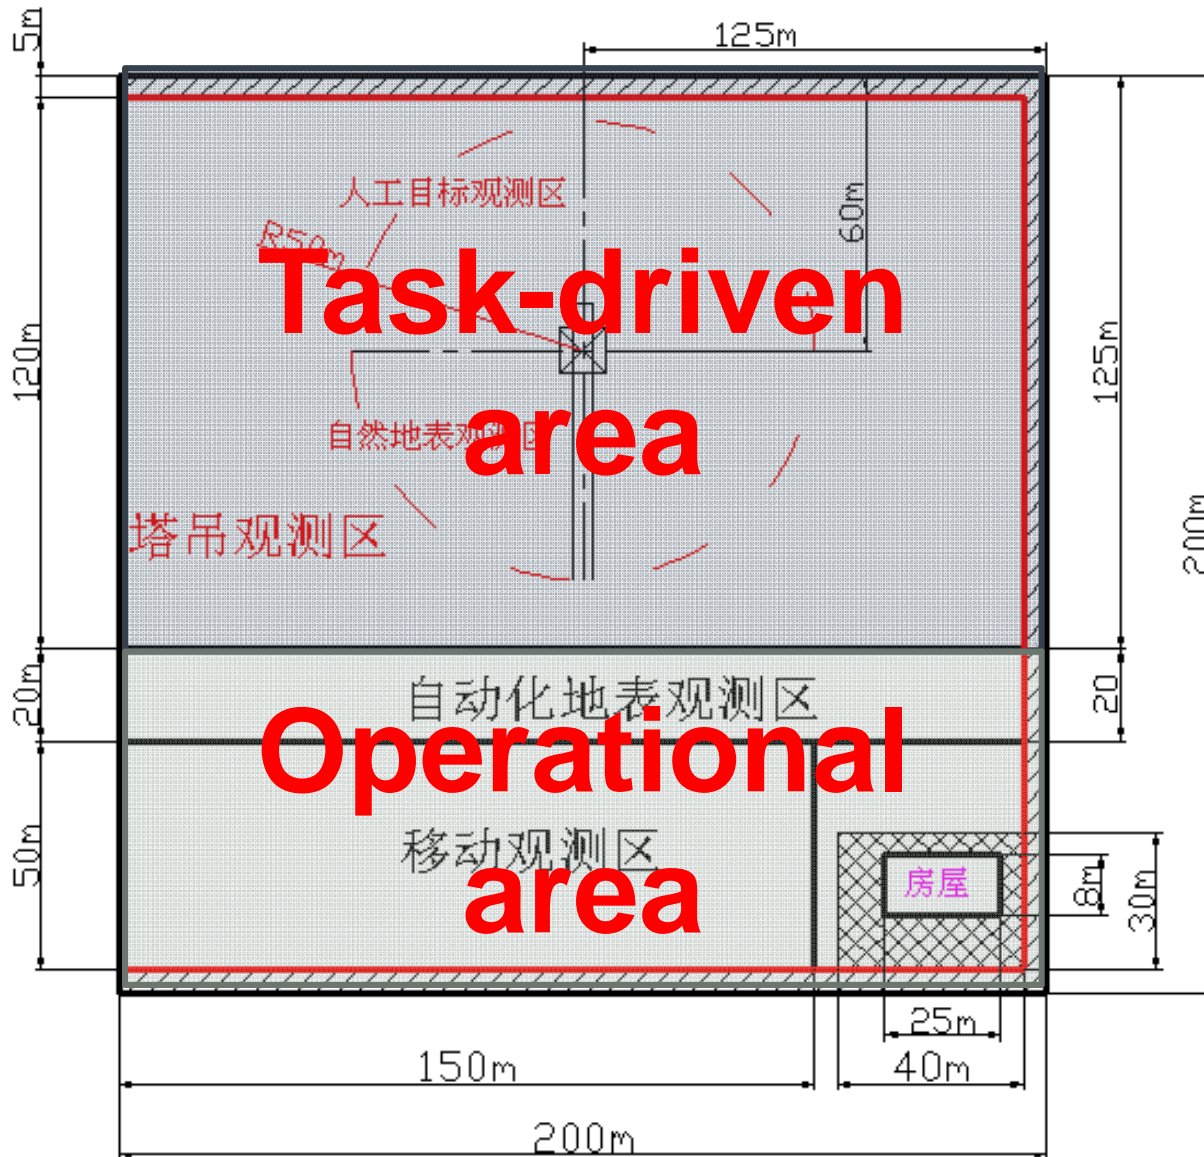 5m
125m
人工目标观测区
R50m
60m
Task-driven
120m
125m
area
自然地表观测区
塔吊观测区
200m
20m
自动化地表观测区
20
Operational
50m
移动观测区
area
房屋
8m
30m
25m
150m
40m
200m